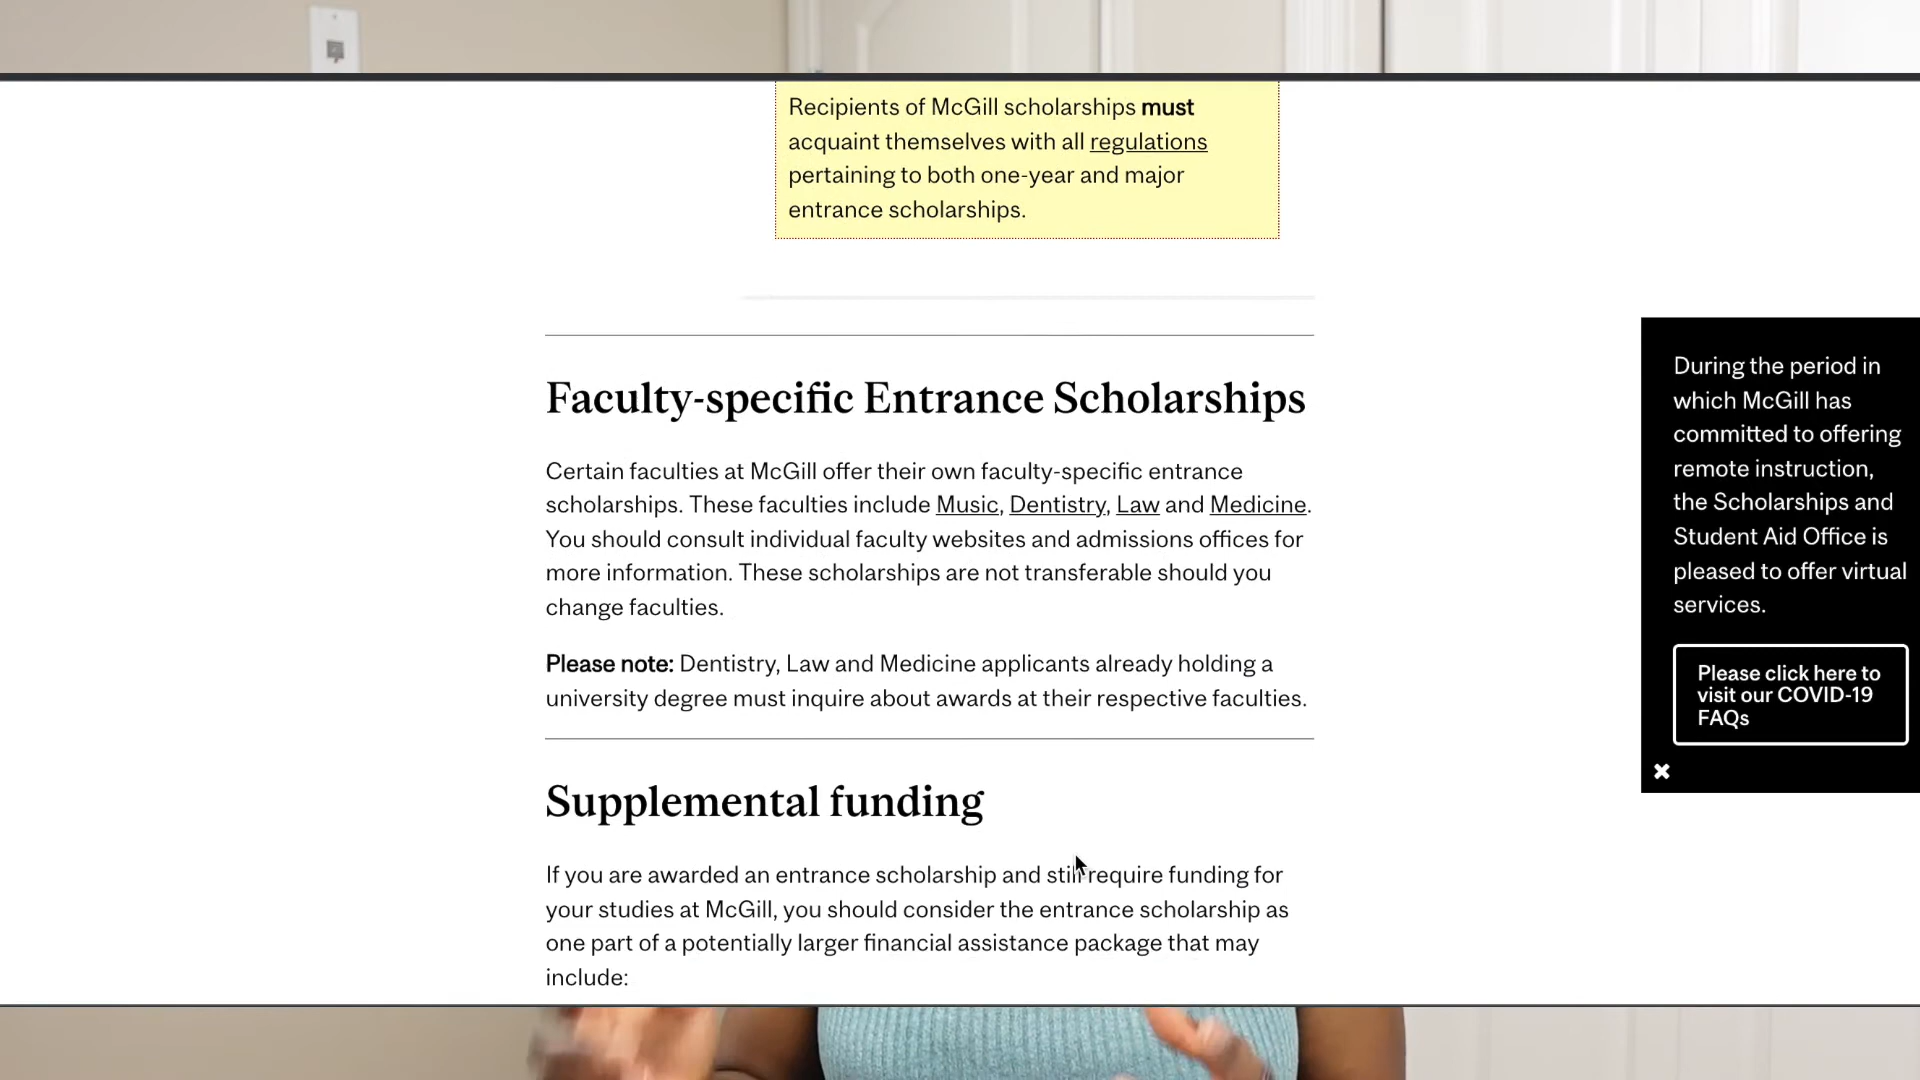 Recipients of McGill scholarships must
acquaint themselves with all regulations
pertaining to both one-year and major
entrance scholarships.
Faculty-specific Entrance Scholarships
Certain faculties at McGill offer their own faculty-specific entrance
scholarships. These faculties include Music, Dentistry, Law and Medicine.
You should consult individual faculty websites and admissions offices for
more information. These scholarships are not transferable should you
change faculties.
Please note: Dentistry, Law and Medicine applicants already holding a
university degree must inquire about awards at their respective faculties.
Supplemental funding
If you are awarded an entrance scholarship and still require funding for
your studies at McGill, you should consider the entrance scholarship as
one part of a potentially larger financial assistance package that may
include:
During the period in
which McGill has
committed to offering
remote instruction,
the Scholarships and
Student Aid Office is
pleased to offer virtual
services.
Please click here to
visit our COVID-19
FAQs